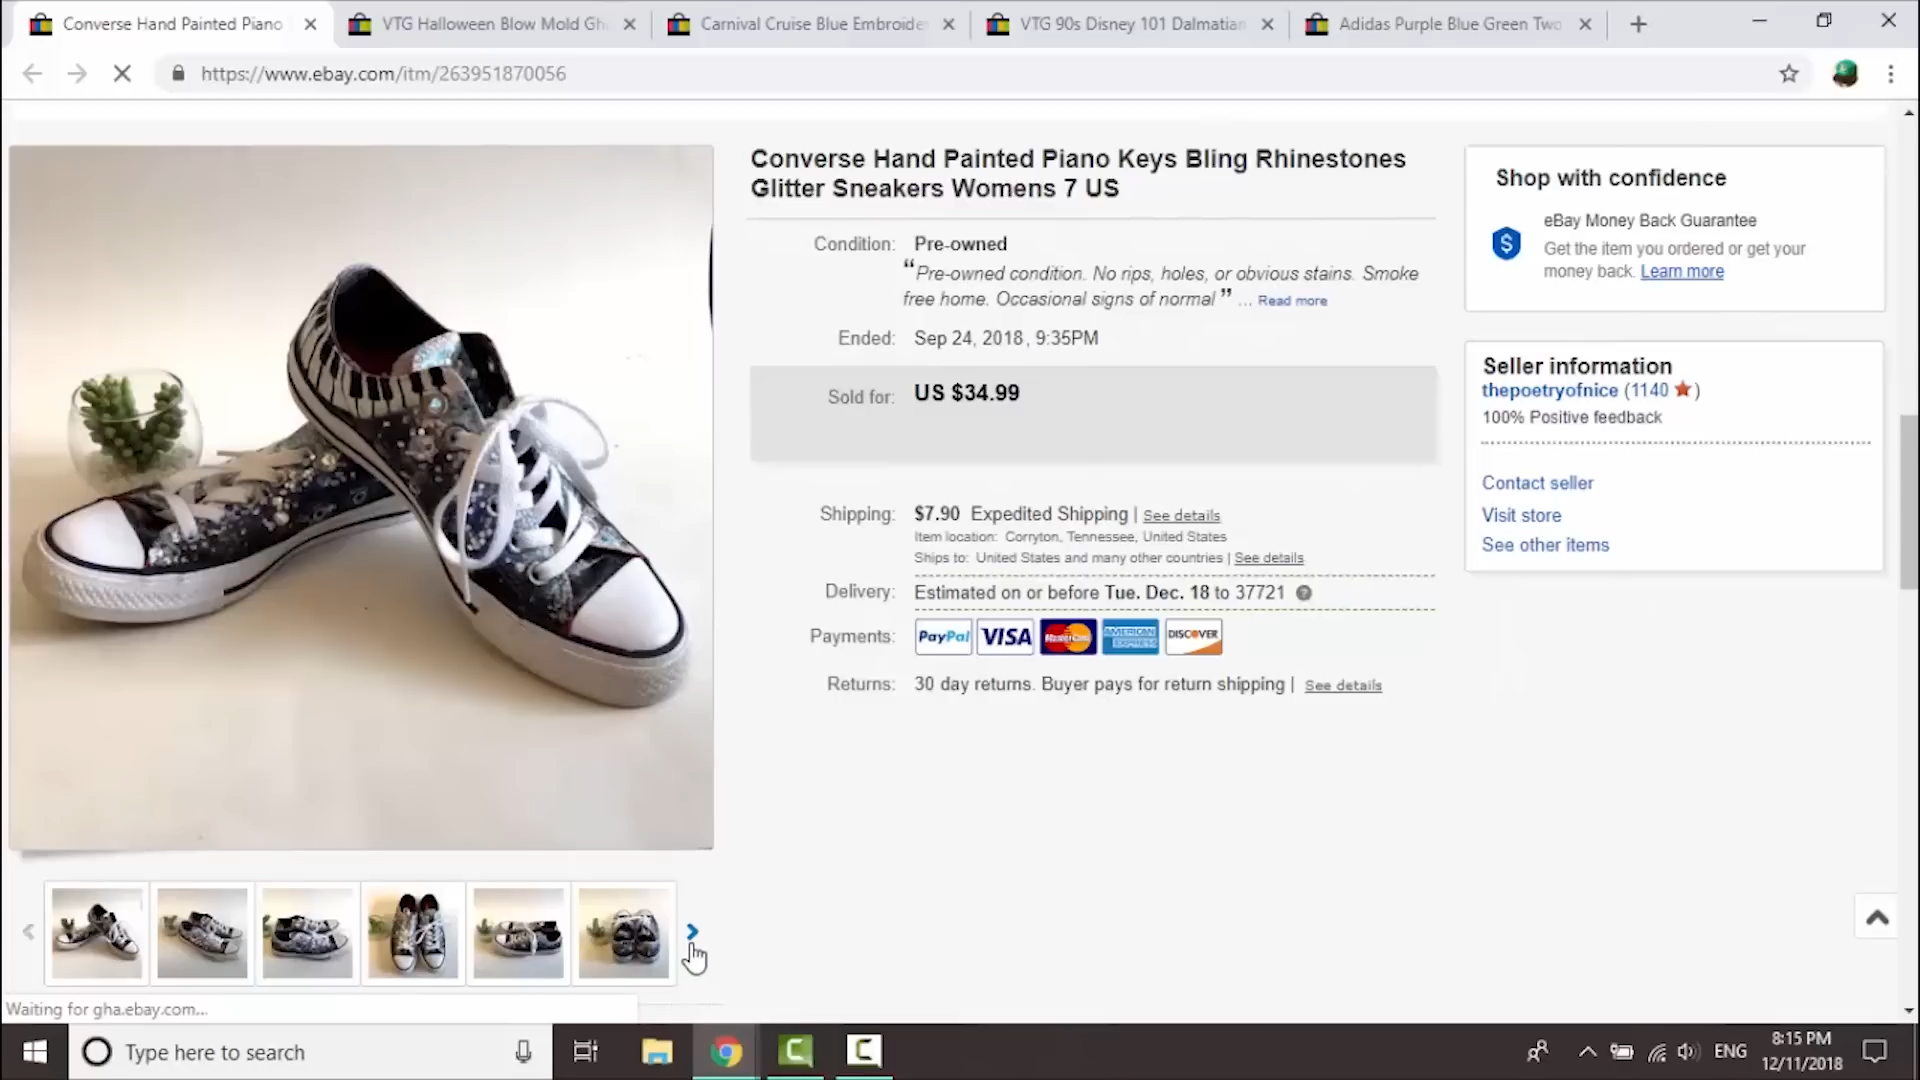 Converse Hand Painted Piano
VTG Halloween Blow Mold Gh
Carnival Cruise Blue Embroide
VTG 90s Disney 101 Dalmatian
Adidas Purple Blue Green Two
https://www.ebay.com/itm/263951870056
Converse Hand Painted Piano Keys Bling Rhinestones
Glitter Sneakers Womens 7 US
Condition: Pre-owned
“Pre-owned condition. No rips, holes, or obvious stains. Smoke
free home. Occasional signs of normal ” ... Read more
Ended: Sep 24, 2018 , 9:35PM
Sold for: US $34.99
Shipping: $7.90 Expedited Shipping | See details
Item location: Corryton, Tennessee, United States
Ships to: United States and many other countries | See details
Delivery: Estimated on or before Tue. Dec. 18 to 37721 ?
Payments: PayPal VISA MasterCard AMERICAN EXPRESS DISCOVER
Returns: 30 day returns. Buyer pays for return shipping | See details
Shop with confidence
eBay Money Back Guarantee
Get the item you ordered or get your
money back. Learn more
Seller information
thepoetryofnice (1140 ★ )
100% Positive feedback
Contact seller
Visit store
See other items
Waiting for gha.ebay.com...
Type here to search
ENG
8:15 PM
12/11/2018